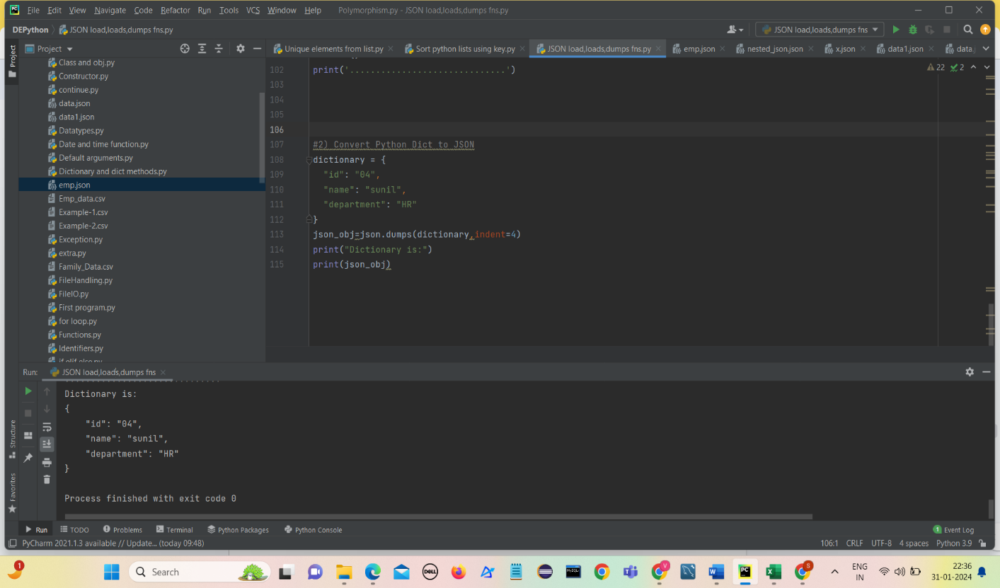 File Edit View Navigate Code Refactor Run Tools VCS Window Help Polymorphism.py - JSON load,loads,dumps fns.py
DEPython JSON load,loads,dumps fns.py
JSON load,loads,dumps fns
Project
Project
Unique elements from list.py Sort python lists using key.py JSON load,loads,dumps fns.py emp.json nested_json.json x.json data1.json data.j
Class and obj.py
Constructor.py
continue.py
data.json
data1.json
Datatypes.py
Date and time function.py
Default arguments.py
Dictionary and dict methods.py
emp.json
Emp_data.csv
Example-1.csv
Example-2.csv
Exception.py
extra.py
Family_Data.csv
FileHandling.py
FileIO.py
First program.py
for loop.py
Functions.py
Identifiers.py
if elif else.py
22 2
102 print('..............................')
103
104
105
106
107 #2) Convert Python Dict to JSON
108 dictionary = {
109 "id": "04",
110 "name": "sunil",
111 "department": "HR"
112 }
113 json_obj=json.dumps(dictionary,indent=4)
114 print("Dictionary is:")
115 print(json_obj)
Run: JSON load,loads,dumps fns
..............................
Dictionary is:
{
"id": "04",
"name": "sunil",
"department": "HR"
}
Process finished with exit code 0
Structure
Favorites
Run TODO Problems Terminal Python Packages Python Console 1 Event Log
PyCharm 2021.1.3 available // Update... (today 09:48) 106:1 CRLF UTF-8 4 spaces Python 3.9
1 Search DELL MySQL V W PC X S
ENG
IN
22:36
31-01-2024